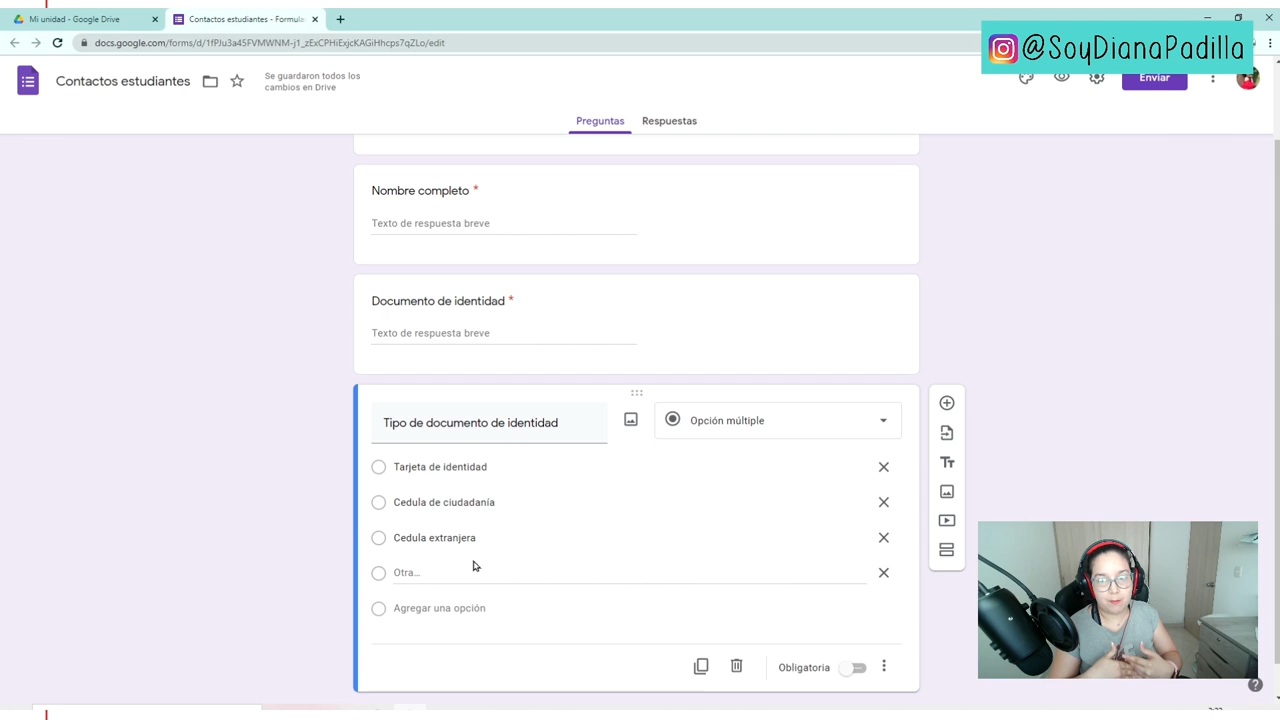 Mi unidad - Google Drive
Contactos estudiantes - Formula
docs.google.com/forms/d/1fPJu3a45FVMWNM-j1_zExCPHiExjcKAGiHhcps7qZLo/edit
@SoyDianaPadilla
Contactos estudiantes
Se guardaron todos los
cambios en Drive
Enviar
Preguntas
Respuestas
Nombre completo *
Texto de respuesta breve
Documento de identidad *
Texto de respuesta breve
Tipo de documento de identidad
Opción múltiple
Tarjeta de identidad
Cedula de ciudadanía
Cedula extranjera
Otra...
Agregar una opción
Obligatoria